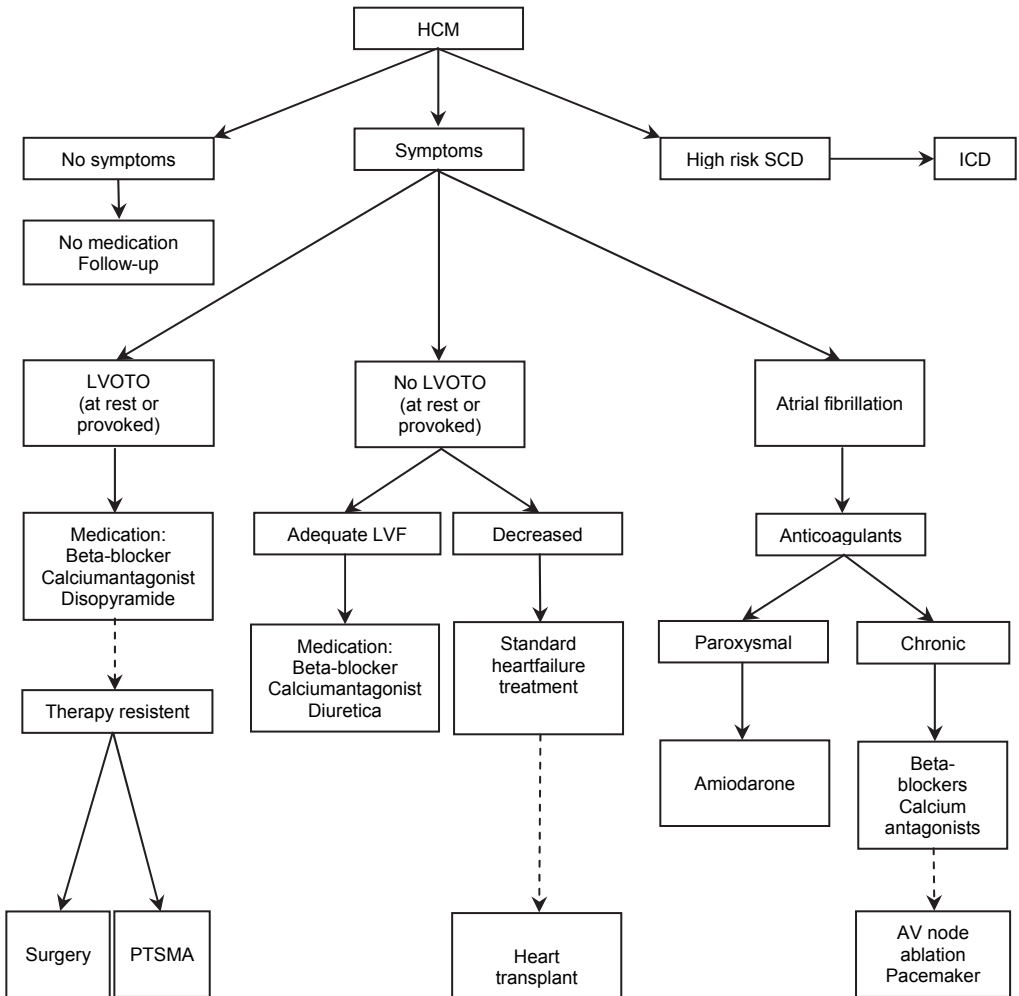 HCM
No symptoms
Symptoms
High risk SCD
ICD
No medication
Follow-up
LVOTO
(at rest or
provoked)
No LVOTO
(at rest or
provoked)
Atrial fibrillation
Medication:
Beta-blocker
Calciumantagonist
Disopyramide
Adequate LVF
Decreased
Anticoagulants
Medication:
Beta-blocker
Calciumantagonist
Diuretica
Standard
heartfailure
treatment
Paroxysmal
Chronic
Therapy resistent
Amiodarone
Beta-
blockers
Calcium
antagonists
Surgery
PTSMA
Heart
transplant
AV node
ablation
Pacemaker